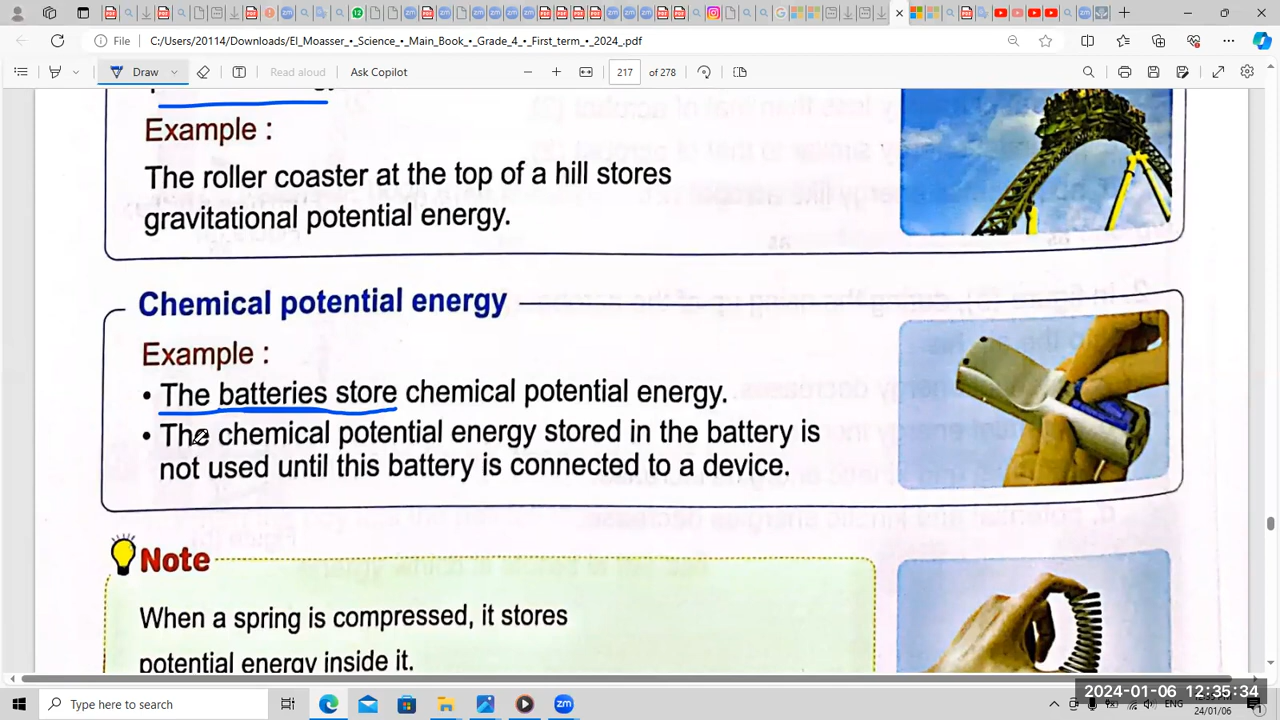 File
C:/Users/20114/Downloads/El_Moasser_•_Science_•_Main_Book_•_Grade_4_•_First_term_•_2024_.pdf
Draw
Read aloud
Ask Copilot
217 of 278
Example :
The roller coaster at the top of a hill stores
gravitational potential energy.
Chemical potential energy
Example :
• The batteries store chemical potential energy.
• The chemical potential energy stored in the battery is
not used until this battery is connected to a device.
Note
When a spring is compressed, it stores
potential energy inside it.
2024-01-06 12:35:34
Type here to search
ENG
24/01/06